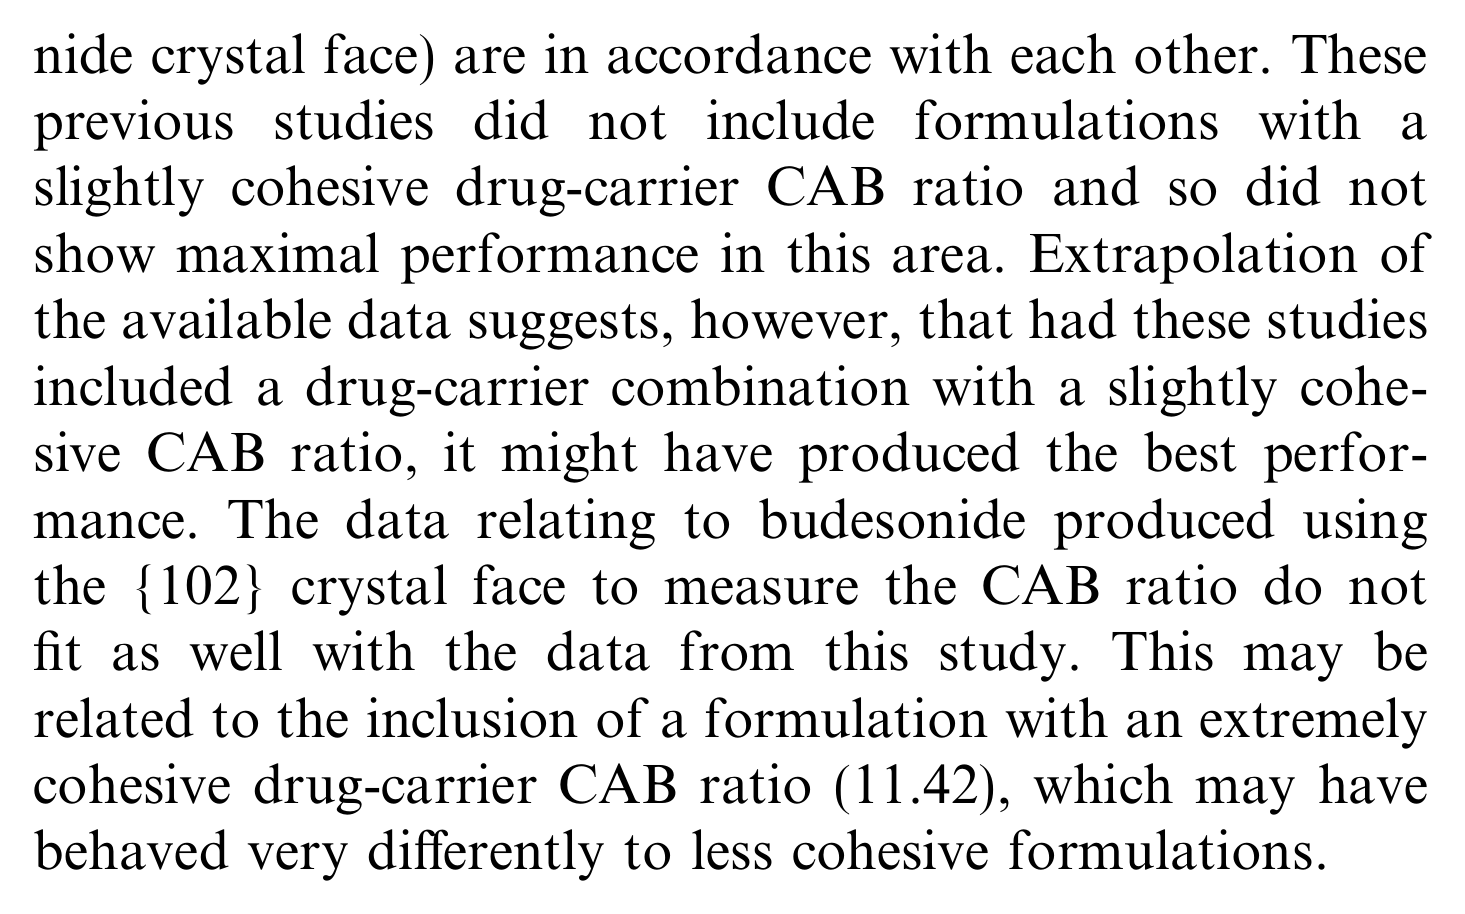 nide crystal face) are in accordance with each other. These
previous studies did not include formulations with a
slightly cohesive drug-carrier CAB ratio and so did not
show maximal performance in this area. Extrapolation of
the available data suggests, however, that had these studies
included a drug-carrier combination with a slightly cohe-
sive CAB ratio, it might have produced the best perfor-
mance. The data relating to budesonide produced using
the {102} crystal face to measure the CAB ratio do not
fit as well with the data from this study. This may be
related to the inclusion of a formulation with an extremely
cohesive drug-carrier CAB ratio (11.42), which may have
behaved very differently to less cohesive formulations.